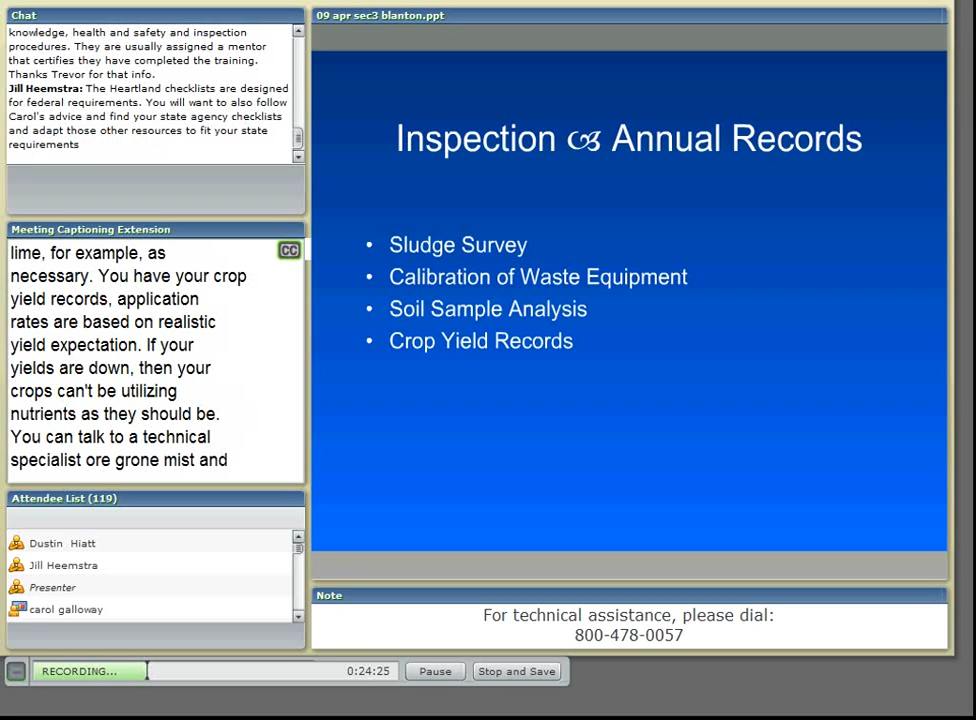 Chat
knowledge, health and safety and inspection
procedures. They are usually assigned a mentor
that certifies they have completed the training.
Thanks Trevor for that info.
Jill Heemstra: The Heartland checklists are designed
for federal requirements. You will want to also follow
Carol's advice and find your state agency checklists
and adapt those other resources to fit your state
requirements
Meeting Captioning Extension
CC
lime, for example, as
necessary. You have your crop
yield records, application
rates are based on realistic
yield expectation. If your
yields are down, then your
crops can't be utilizing
nutrients as they should be.
You can talk to a technical
specialist ore grone mist and
Attendee List (119)
Dustin Hiatt
Jill Heemstra
Presenter
carol galloway
09 apr sec3 blanton.ppt
Inspection Annual Records
• Sludge Survey
• Calibration of Waste Equipment
• Soil Sample Analysis
• Crop Yield Records
Note
For technical assistance, please dial:
800-478-0057
RECORDING... 0:24:25 Pause Stop and Save